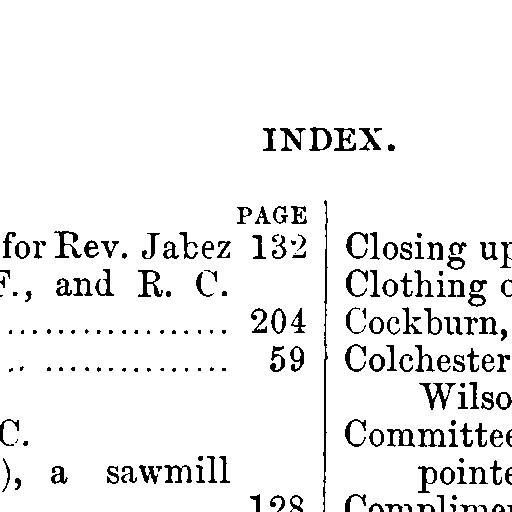 INDEX.
PAGE
for Rev. Jabez 132
F., and R. C.
.................. 204
.. ............... 59
C.
), a sawmill
128
Closing up
Clothing
Cockburn,
Colchester
Wilso
Committee
pointe
Complimen